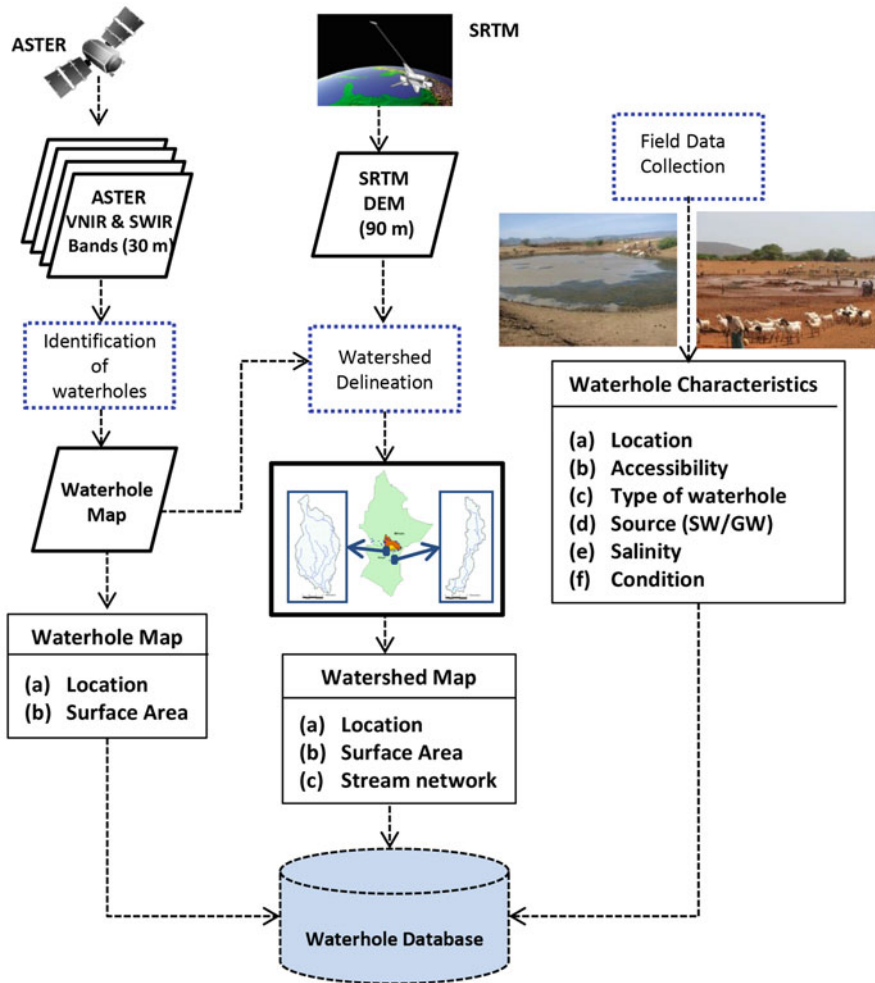 ASTER
SRTM
ASTER
VNIR & SWIR
Bands (30 m)
SRTM
DEM
(90 m)
Field Data
Collection
Identification
of
waterholes
Watershed
Delineation
Waterhole
Map
Waterhole Characteristics
(a) Location
(b) Accessibility
(c) Type of waterhole
(d) Source (SW/GW)
(e) Salinity
(f) Condition
Waterhole Map
(a) Location
(b) Surface Area
Watershed Map
(a) Location
(b) Surface Area
(c) Stream network
Waterhole Database